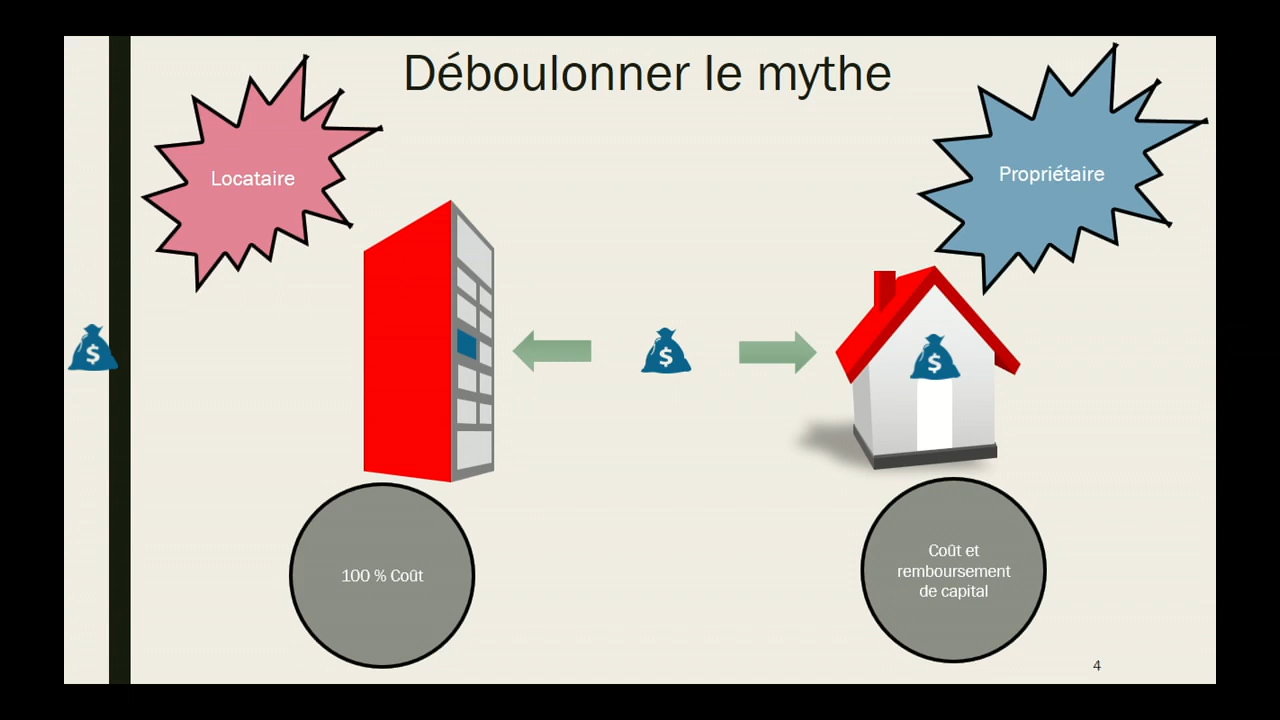 Déboulonner le mythe
Locataire
Propriétaire
$
$
$
100 % Coût
Coût et
remboursement
de capital
4